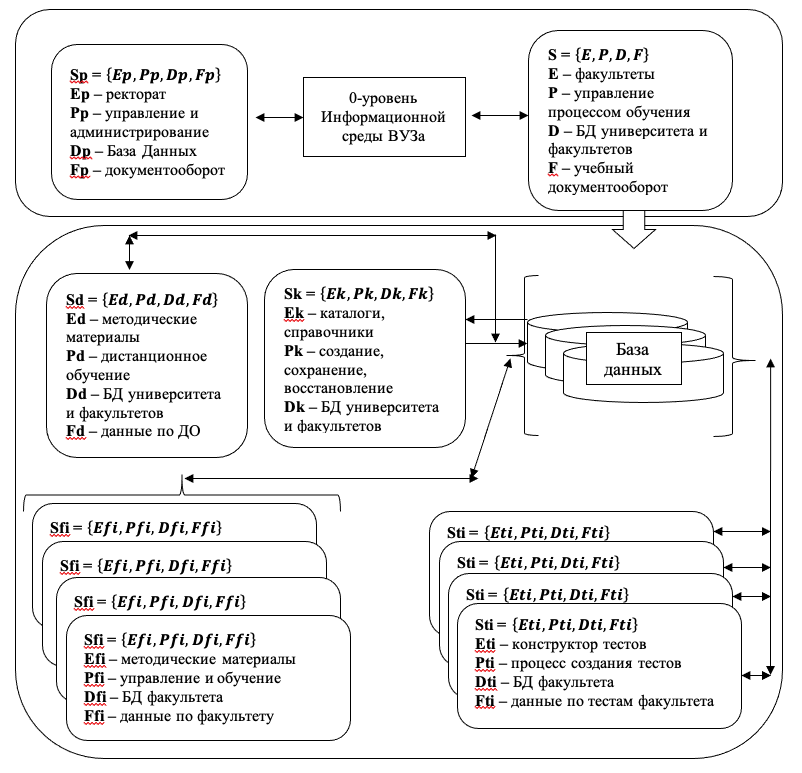 Sp = {Ep, Pp, Dp, Fp}
Ep – ректорат
Pp – управление и
администрирование
Dp – База Данных
Fp – документооборот
0-уровень
Информационной
среды ВУЗа
S = {E, P, D, F}
E – факультеты
P – управление
процессом обучения
D – БД университета и
факультетов
F – учебный
документооборот
Sd = {Ed, Pd, Dd, Fd}
Ed – методические
материалы
Pd – дистанционное
обучение
Dd – БД университета
и факультетов
Fd – данные по ДО
Sk = {Ek, Pk, Dk, Fk}
Ek – каталоги,
справочники
Pk – создание,
сохранение,
восстановление
Dk – БД университета
и факультетов
База
данных
Sfi = {Efi, Pfi, Dfi, Ffi}
Sfi = {Efi, Pfi, Dfi, Ffi}
Sfi = {Efi, Pfi, Dfi, Ffi}
Sfi = {Efi, Pfi, Dfi, Ffi}
Efi – методические материалы
Pfi – управление и обучение
Dfi – БД факультета
Ffi – данные по факультету
Sti = {Eti, Pti, Dti, Fti}
Sti = {Eti, Pti, Dti, Fti}
Sti = {Eti, Pti, Dti, Fti}
Sti = {Eti, Pti, Dti, Fti}
Eti – конструктор тестов
Pti – процесс создания тестов
Dti – БД факультета
Fti – данные по тестам факультета